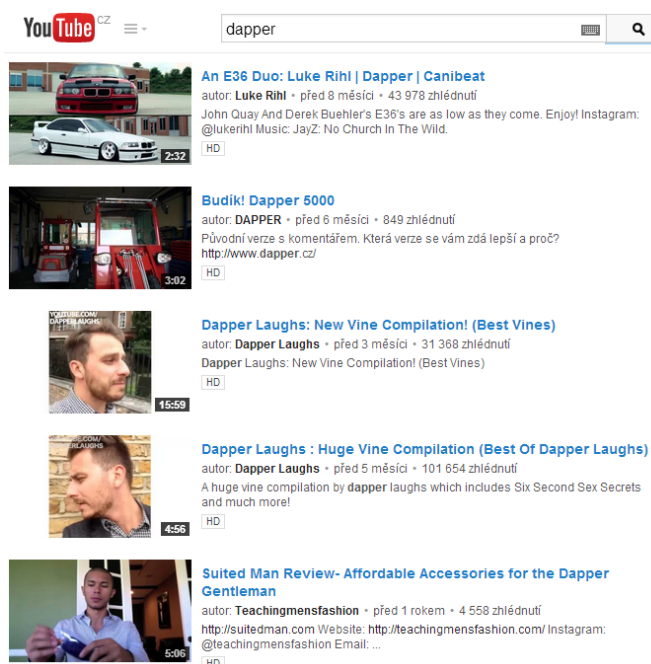 YouTube CZ
dapper
An E36 Duo: Luke Rihl | Dapper | Canibeat
autor: Luke Rihl • před 8 měsíci • 43 978 zhlédnutí
John Quay And Derek Buehler's E36's are as low as they come. Enjoy! Instagram:
@lukerihl Music: JayZ: No Church In The Wild.
HD
2:32
Budík! Dapper 5000
autor: DAPPER • před 6 měsíci • 849 zhlédnutí
Původní verze s komentářem. Která verze se vám zdá lepší a proč?
http://www.dapper.cz/
HD
3:02
YOUTUBE.COM/
DAPPERLAUGHS
Dapper Laughs: New Vine Compilation! (Best Vines)
autor: Dapper Laughs • před 3 měsíci • 31 368 zhlédnutí
Dapper Laughs: New Vine Compilation! (Best Vines)
HD
15:59
Dapper Laughs : Huge Vine Compilation (Best Of Dapper Laughs)
autor: Dapper Laughs • před 5 měsíci • 101 654 zhlédnutí
A huge vine compilation by dapper laughs which includes Six Second Sex Secrets
and much more!
HD
4:56
Suited Man Review- Affordable Accessories for the Dapper
Gentleman
autor: Teachingmensfashion • před 1 rokem • 4 558 zhlédnutí
http://suitedman.com Website: http://teachingmensfashion.com/ Instagram:
@teachingmensfashion Email: ...
HD
5:06